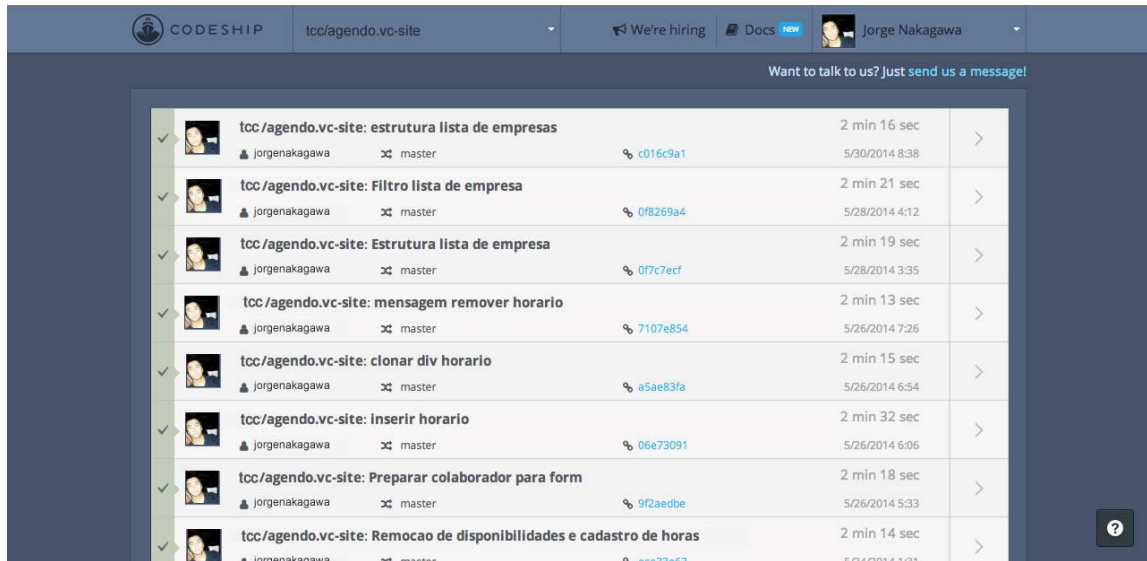 CODESHIP tcc/agendo.vc-site We're hiring Docs NEW Jorge Nakagawa
Want to talk to us? Just send us a message!
tcc/agendo.vc-site: estrutura lista de empresas 2 min 16 sec
jorgenakagawa master c016c9a1 5/30/2014 8:38
tcc/agendo.vc-site: Filtro lista de empresa 2 min 21 sec
jorgenakagawa master 0f8269a4 5/28/2014 4:12
tcc/agendo.vc-site: Estrutura lista de empresa 2 min 19 sec
jorgenakagawa master 0f7c7ecf 5/28/2014 3:35
tcc/agendo.vc-site: mensagem remover horario 2 min 13 sec
jorgenakagawa master 7107e854 5/26/2014 7:26
tcc/agendo.vc-site: clonar div horario 2 min 15 sec
jorgenakagawa master a5ae83fa 5/26/2014 6:54
tcc/agendo.vc-site: inserir horario 2 min 32 sec
jorgenakagawa master 06e73091 5/26/2014 6:06
tcc/agendo.vc-site: Preparar colaborador para form 2 min 18 sec
jorgenakagawa master 9f2aedbe 5/26/2014 5:33
tcc/agendo.vc-site: Remocao de disponibilidades e cadastro de horas 2 min 14 sec
jorgenakagawa master